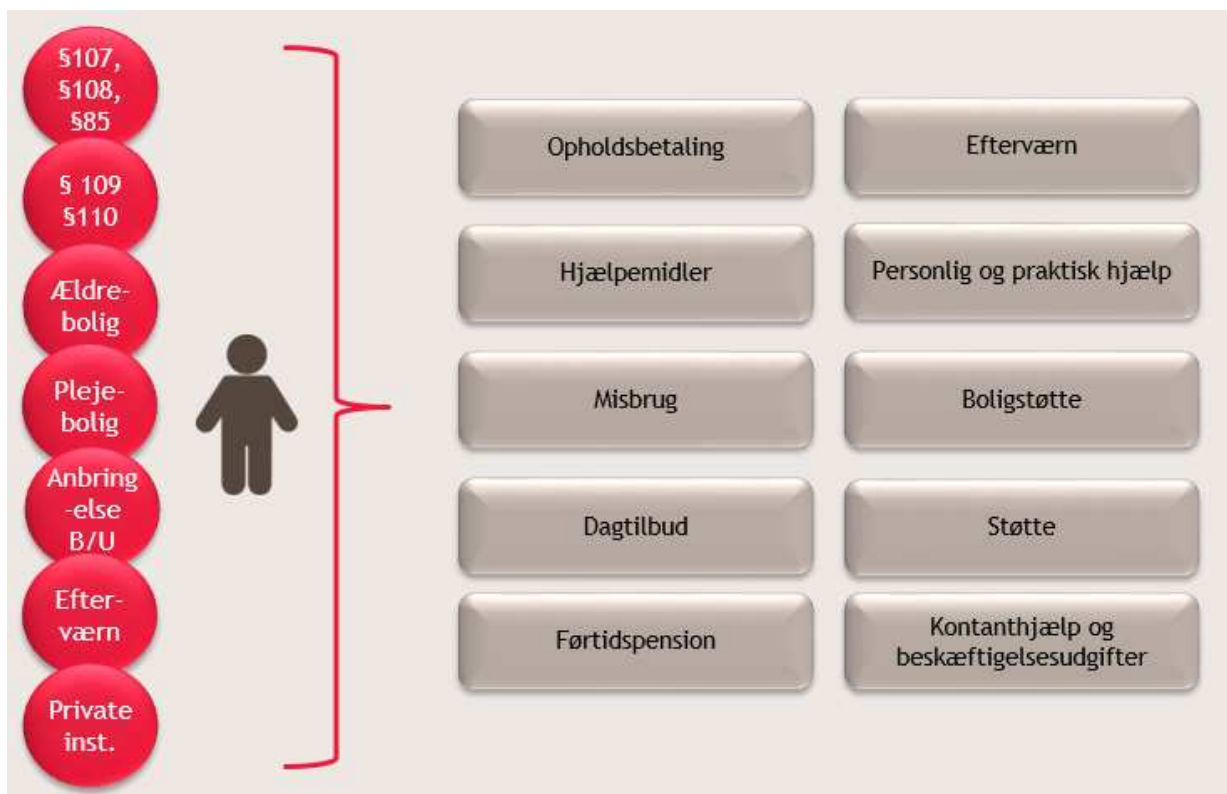 §107,
§108,
§85
§ 109
§110
Ældre-
bolig
Pleje-
bolig
Anbring
-else
B/U
Efter-
værn
Private
inst.
Opholdsbetaling
Efterværn
Hjælpemidler
Personlig og praktisk hjælp
Misbrug
Boligstøtte
Dagtilbud
Støtte
Førtidspension
Kontanthjælp og
beskæftigelsesudgifter